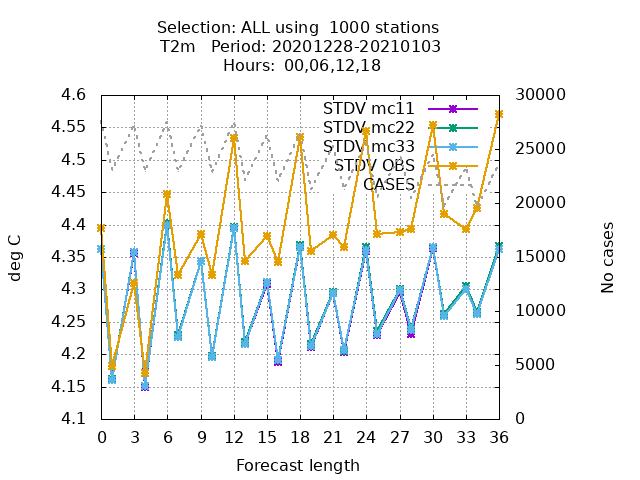 Selection: ALL using  1000 stations
T2m   Period: 20201228-20210103
Hours: 00,06,12,18
4.6
4.55
4.5
4.45
4.4
4.35
4.3
4.25
4.2
4.15
4.1
deg C
30000
25000
20000
15000
10000
5000
0
No cases
STDV mc11
STDV mc22
STDV mc33
STDV OBS
CASES
0 3 6 9 12 15 18 21 24 27 30 33 36
Forecast length